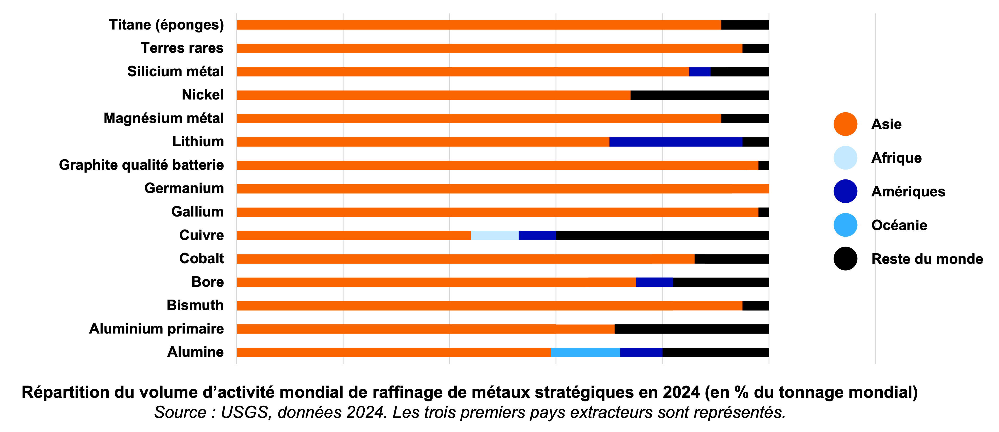 Titane (éponges)
Terres rares
Silicium métal
Nickel
Magnésium métal
Lithium
Graphite qualité batterie
Germanium
Gallium
Cuivre
Cobalt
Bore
Bismuth
Aluminium primaire
Alumine
Asie
Afrique
Amériques
Océanie
Reste du monde
Répartition du volume d’activité mondial de raffinage de métaux stratégiques en 2024 (en % du tonnage mondial)
Source : USGS, données 2024. Les trois premiers pays extracteurs sont représentés.